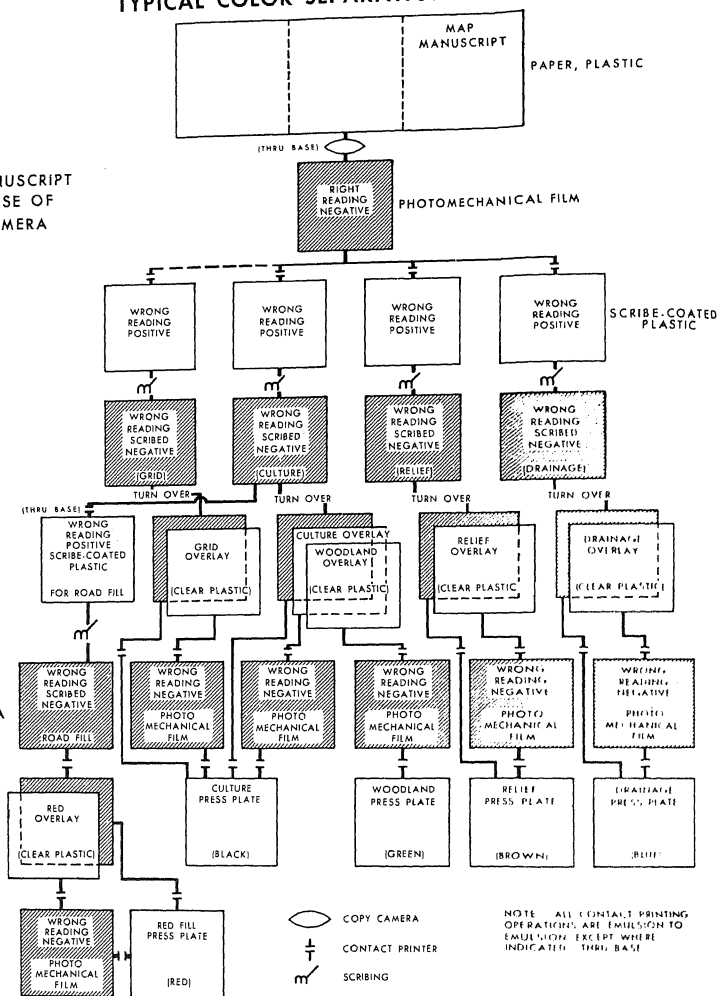 TYPICAL COLOR
MAP
MANUSCRIPT
PAPER, PLASTIC
(THRU BASE)
OF
RIGHT
READING
NEGATIVE
PHOTOMECHANICAL FILM
WRONG
READING
POSITIVE
WRONG
READING
POSITIVE
WRONG
READING
POSITIVE
WRONG
READING
POSITIVE
SCRIBE-COATED
PLASTIC
WRONG
READING
SCRIBED
NEGATIVE
(GRID)
WRONG
READING
SCRIBED
NEGATIVE
(CULTURE)
WRONG
READING
SCRIBED
NEGATIVE
(RELIEF)
WRONG
READING
SCRIBED
NEGATIVE
(DRAINAGE)
TURN OVER
TURN OVER
TURN OVER
TURN OVER
(THRU BASE)
WRONG
READING
POSITIVE
SCRIBE-COATED
PLASTIC
FOR ROAD FILL
GRID
OVERLAY
(CLEAR PLASTIC)
CULTURE OVERLAY
WOODLAND
OVERLAY
(CLEAR PLASTIC)
RELIEF
OVERLAY
(CLEAR PLASTIC
DRAINAGE
OVERLAY
(CLEAR PLASTIC)
WRONG
READING
SCRIBED
NEGATIVE
ROAD FILL
WRONG
READING
NEGATIVE
PHOTO
MECHANICAL
FILM
WRONG
READING
NEGATIVE
PHOTO
MECHANICAL
FILM
WRONG
READING
NEGATIVE
PHOTO
MECHANICAL
FILM
WRONG
READING
NEGATIVE
PHOTO
MECHANICAL
FILM
WRONG
READING
NEGATIVE
PHOTO
MECHANICAL
FILM
RED
OVERLAY
(CLEAR PLASTIC)
CULTURE
PRESS PLATE
(BLACK)
WOODLAND
PRESS PLATE
(GREEN)
RELIEF
PRESS PLATE
(BROWN)
DRAINAGE
PRESS PLATE
(BLUE)
WRONG
READING
NEGATIVE
PHOTO
MECHANICAL
FILM
RED FILL
PRESS PLATE
(RED)
COPY CAMERA
CONTACT PRINTER
SCRIBING
NOTE ALL CONTACT PRINTING
OPERATIONS ARE EMULSION TO
EMULSION EXCEPT WHERE
INDICATED THRU BASE